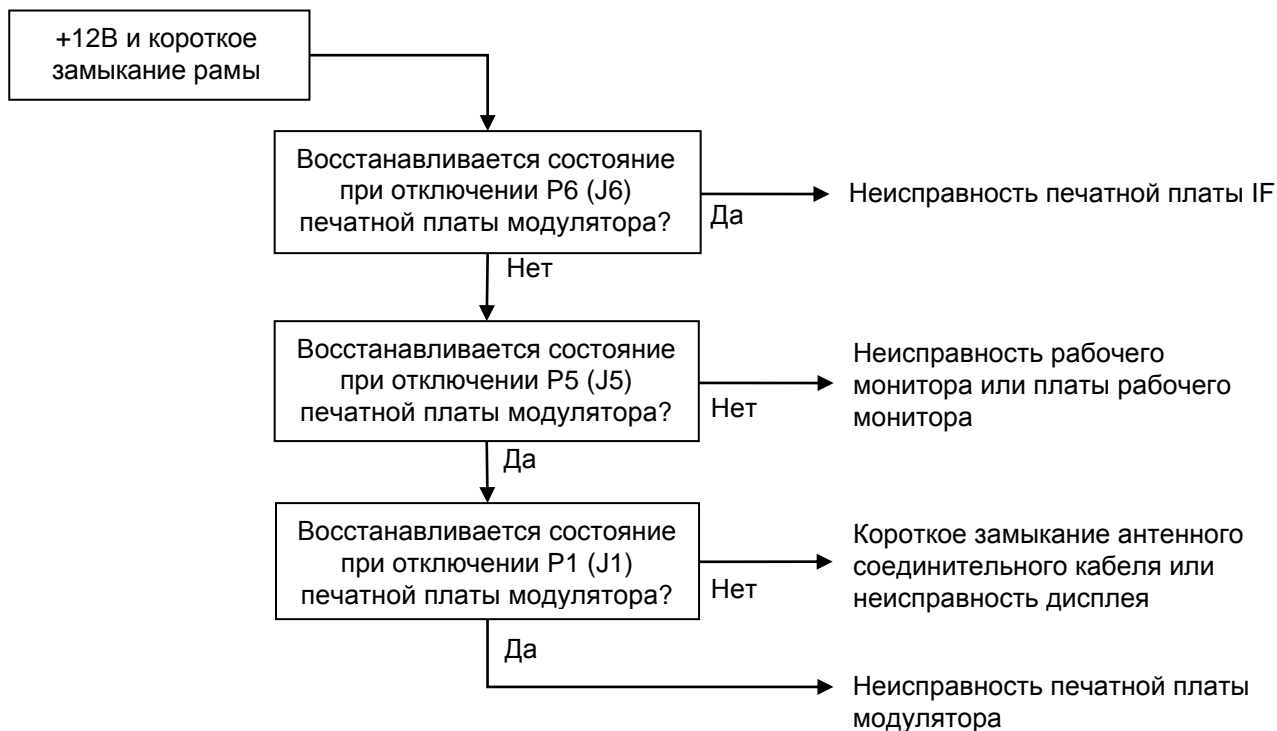 +12В и короткое
замыкание рамы
Восстанавливается состояние
при отключении P6 (J6)
печатной платы модулятора?
Да
Неисправность печатной платы IF
Нет
Восстанавливается состояние
при отключении P5 (J5)
печатной платы модулятора?
Нет
Неисправность рабочего
монитора или платы рабочего
монитора
Да
Восстанавливается состояние
при отключении P1 (J1)
печатной платы модулятора?
Нет
Короткое замыкание антенного
соединительного кабеля или
неисправность дисплея
Да
Неисправность печатной платы
модулятора